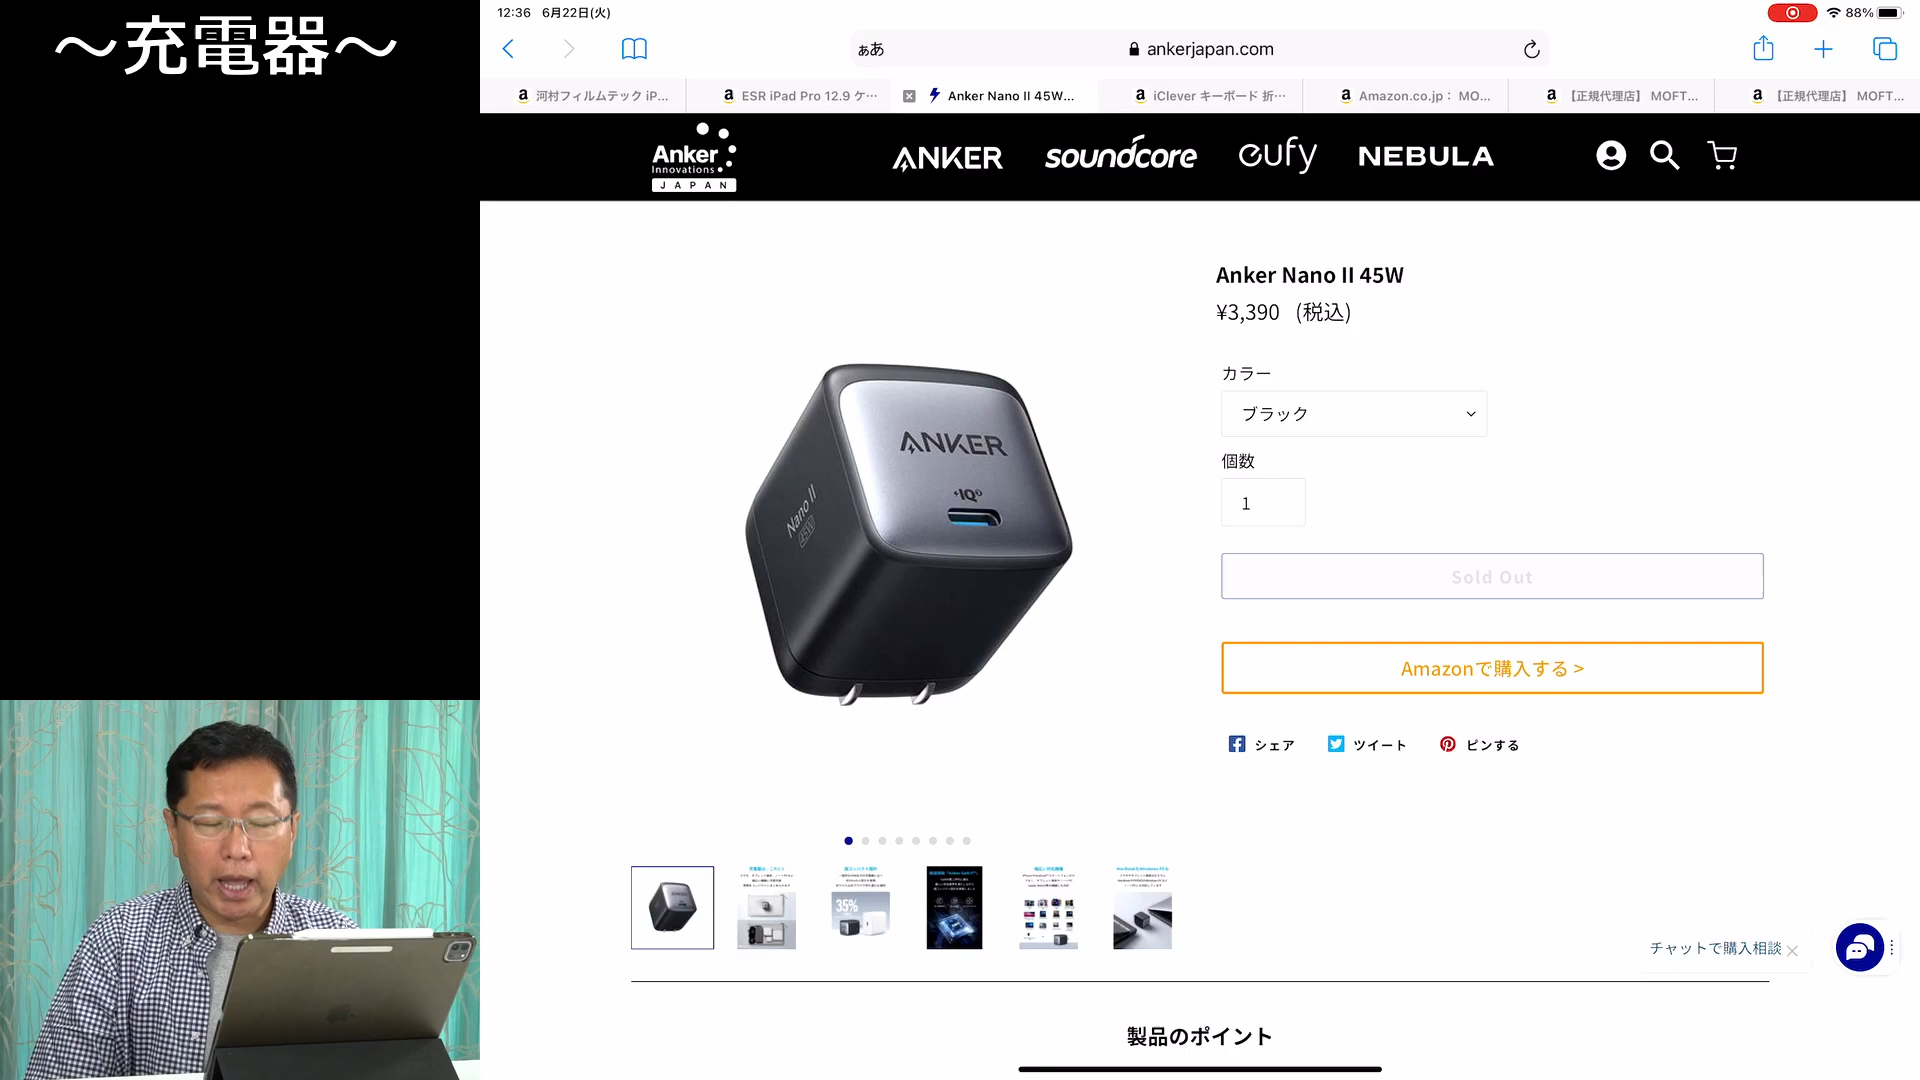 〜充電器〜
12:36 6月22日(火)
88%
ぁあ
ankerjapan.com
河村フィルムテック iP...
ESR iPad Pro 12.9 ケ...
Anker Nano II 45W...
iClever キーボード 折...
Amazon.co.jp： MO...
【正規代理店】 MOFT...
【正規代理店】 MOFT...
Anker
Innovations
JAPAN
ANKER
soundcore
eufy
NEBULA
Anker Nano II 45W
¥3,390 (税込)
カラー
ブラック
個数
1
Sold Out
Amazonで購入する >
シェア
ツイート
ピンする
ANKER
IQ3
Nano II
45W
35%
チャットで購入相談
製品のポイント